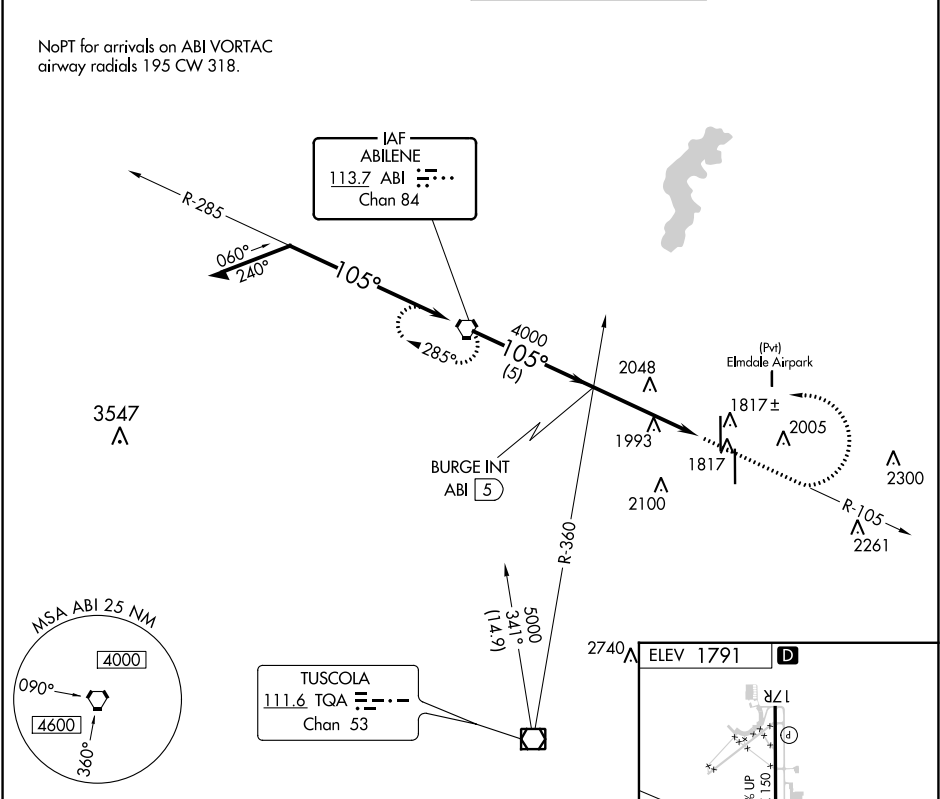 NoPT for arrivals on ABI VORTAC
airway radials 195 CW 318.
IAF
ABILENE
113.7 ABI
Chan 84
R-285
060°
240°
105°
285°
4000
105°
(5)
(Pvt)
Elmdale Airpark
2048
1817±
2005
1993
1817
3547
BURGE INT
ABI 5
2100
2300
R-105
2261
R-360
5000
341°
(14.9)
MSA ABI 25 NM
4000
090°
4600
360°
TUSCOLA
111.6 TQA
Chan 53
2740
ELEV 1791 D
17R
P
% UP
150